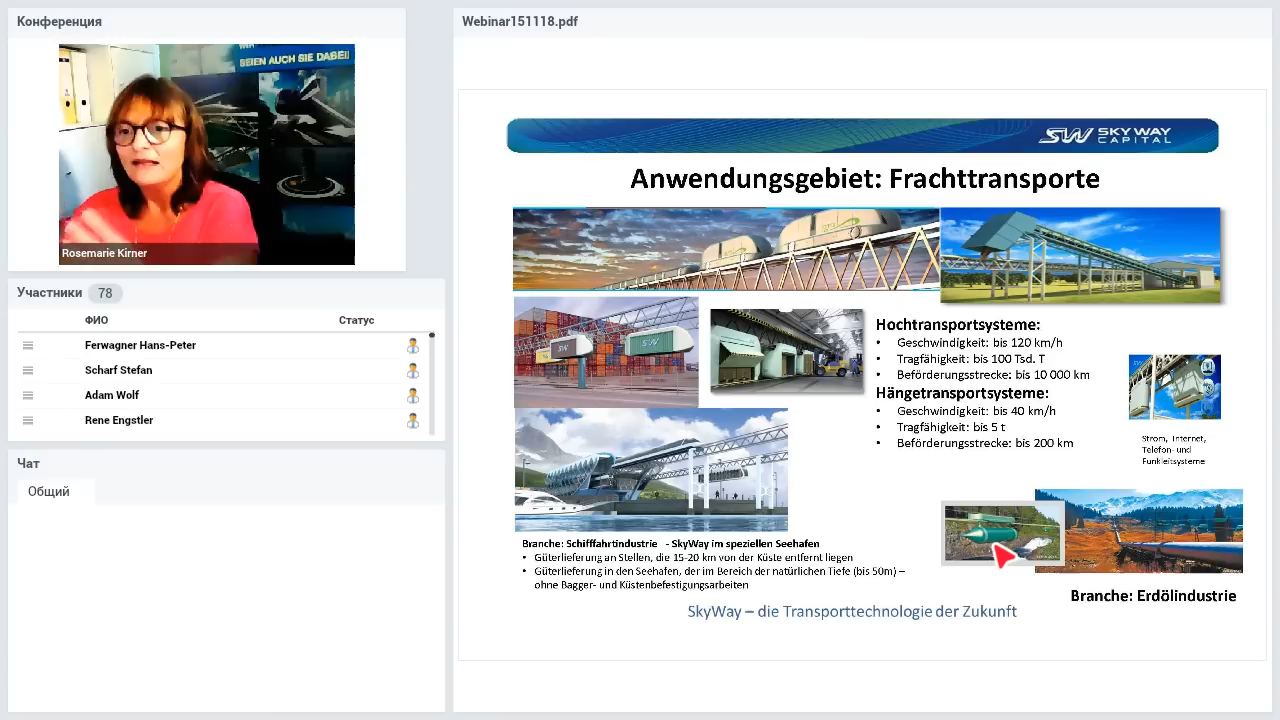 Конференция
SEIEN AUCH SIE DABEI!
Rosemarie Kirner
Участники 78
ФИО Статус
Ferwagner Hans-Peter
Scharf Stefan
Adam Wolf
Rene Engstler
Чат
Общий
Webinar151118.pdf
SW SKY WAY
CAPITAL
Anwendungsgebiet: Frachttransporte
Hochtransportsysteme:
• Geschwindigkeit: bis 120 km/h
• Tragfähigkeit: bis 100 Tsd. T
• Beförderungsstrecke: bis 10 000 km
Hängetransportsysteme:
• Geschwindigkeit: bis 40 km/h
• Tragfähigkeit: bis 5 t
• Beförderungsstrecke: bis 200 km
Strom, Internet,
Telefon- und
Funkleitsysteme
Branche: Schifffahrtindustrie - SkyWay im speziellen Seehafen
• Güterlieferung an Stellen, die 15-20 km von der Küste entfernt liegen
• Güterlieferung in den Seehafen, der im Bereich der natürlichen Tiefe (bis 50m) –
ohne Bagger- und Küstenbefestigungsarbeiten
Branche: Erdölindustrie
SkyWay – die Transporttechnologie der Zukunft